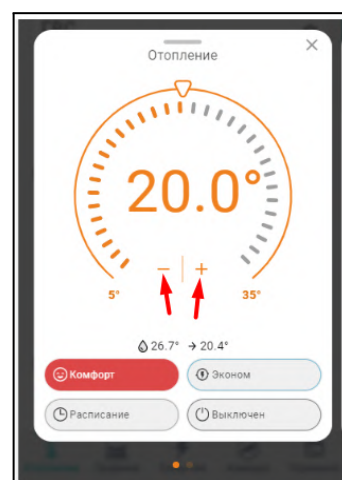 Отопление
20.0°
− | +
5° 35°
26.7° → 20.4°
Комфорт Эконом
Расписание Выключен